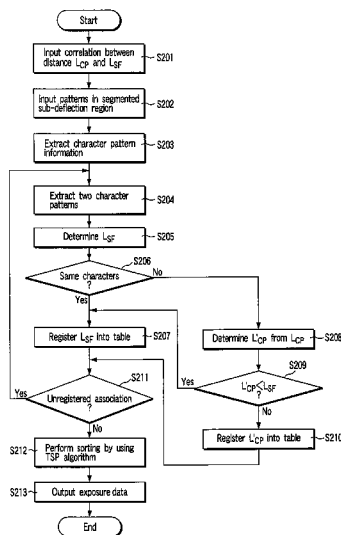 Start
Input correlation between
distance LCP and LSF
S201
Input patterns in segmented
sub-deflection region
S202
Extract character pattern
information
S203
Extract two character
patterns
S204
Determine LSF
S205
Same characters
?
S206
No
Yes
Register LSF into table
S207
Determine L'CP from LCP
S208
L'CP<LSF
?
S209
Yes
No
Register L'CP into table
S210
Unregistered association
?
S211
Yes
No
Perform sorting by using
TSP algorithm
S212
Output exposure data
S213
End